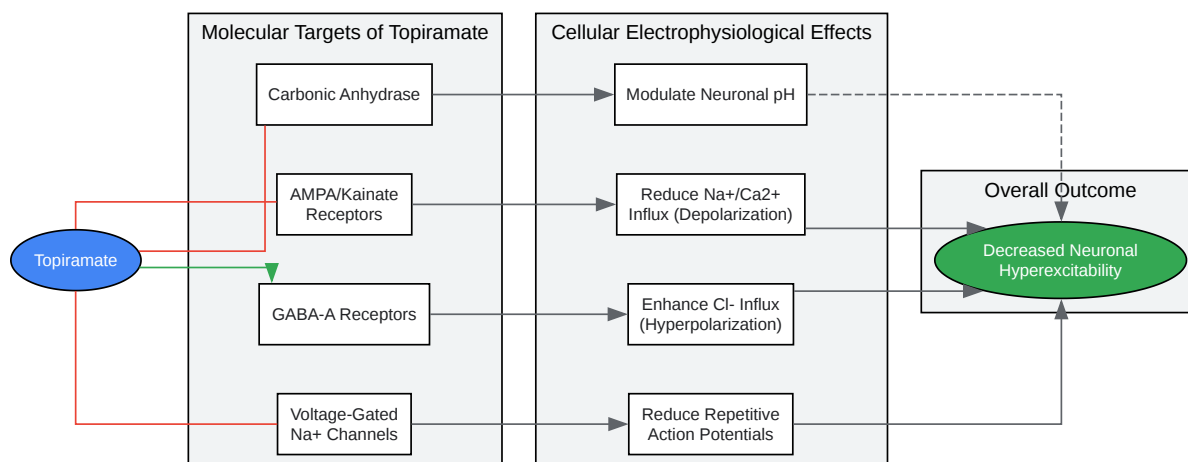 Molecular Targets of Topiramate
Cellular Electrophysiological Effects
Carbonic Anhydrase
Modulate Neuronal pH
AMPA/Kainate
Receptors
Reduce Na+/Ca2+
Influx (Depolarization)
Overall Outcome
Topiramate
Decreased Neuronal
Hyperexcitability
GABA-A Receptors
Enhance Cl- Influx
(Hyperpolarization)
Voltage-Gated
Na+ Channels
Reduce Repetitive
Action Potentials